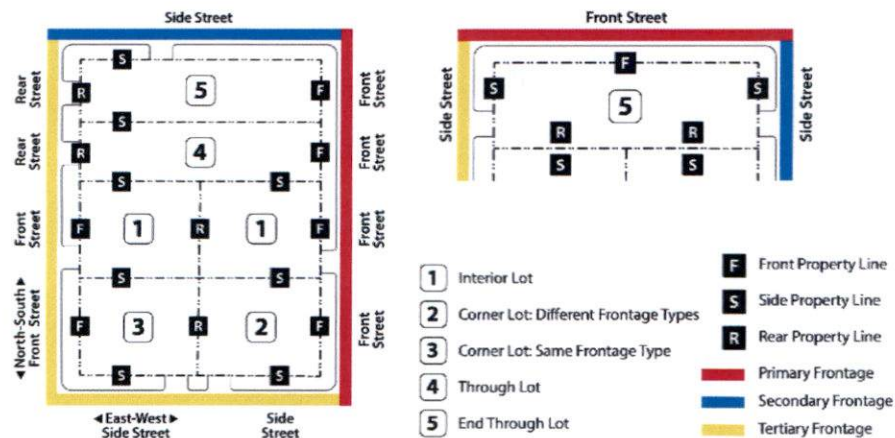 Side Street
S
Rear
Street
R
5
F
Front
Street
S
Rear
Street
R
4
F
Front
Street
S
S
Front
Street
F
1
R
1
F
S
S
◄ North-South ►
Front Street
F
3
R
2
F
Front
Street
S
S
◄ East-West ►
Side Street
Side
Street
Front Street
F
Side Street
S
S
Side Street
5
R
R
S
S
1 Interior Lot
2 Corner Lot: Different Frontage Types
3 Corner Lot: Same Frontage Type
4 Through Lot
5 End Through Lot
F Front Property Line
S Side Property Line
R Rear Property Line
Primary Frontage
Secondary Frontage
Tertiary Frontage
Front
Street